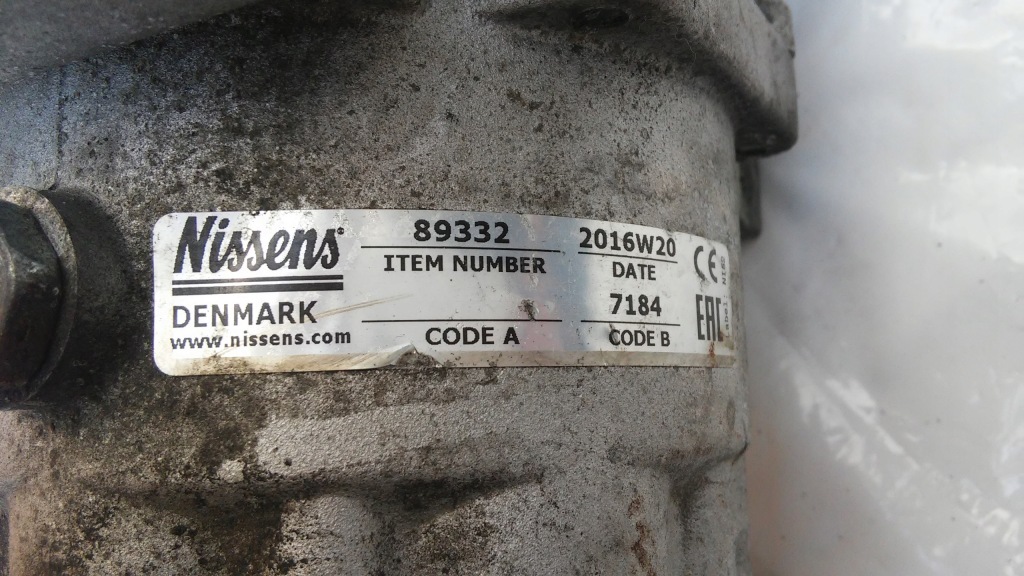 Nissens
DENMARK
www.nissens.com
89332
ITEM NUMBER
CODE A
2016W20
DATE
7184
CODE B
CE
EAC